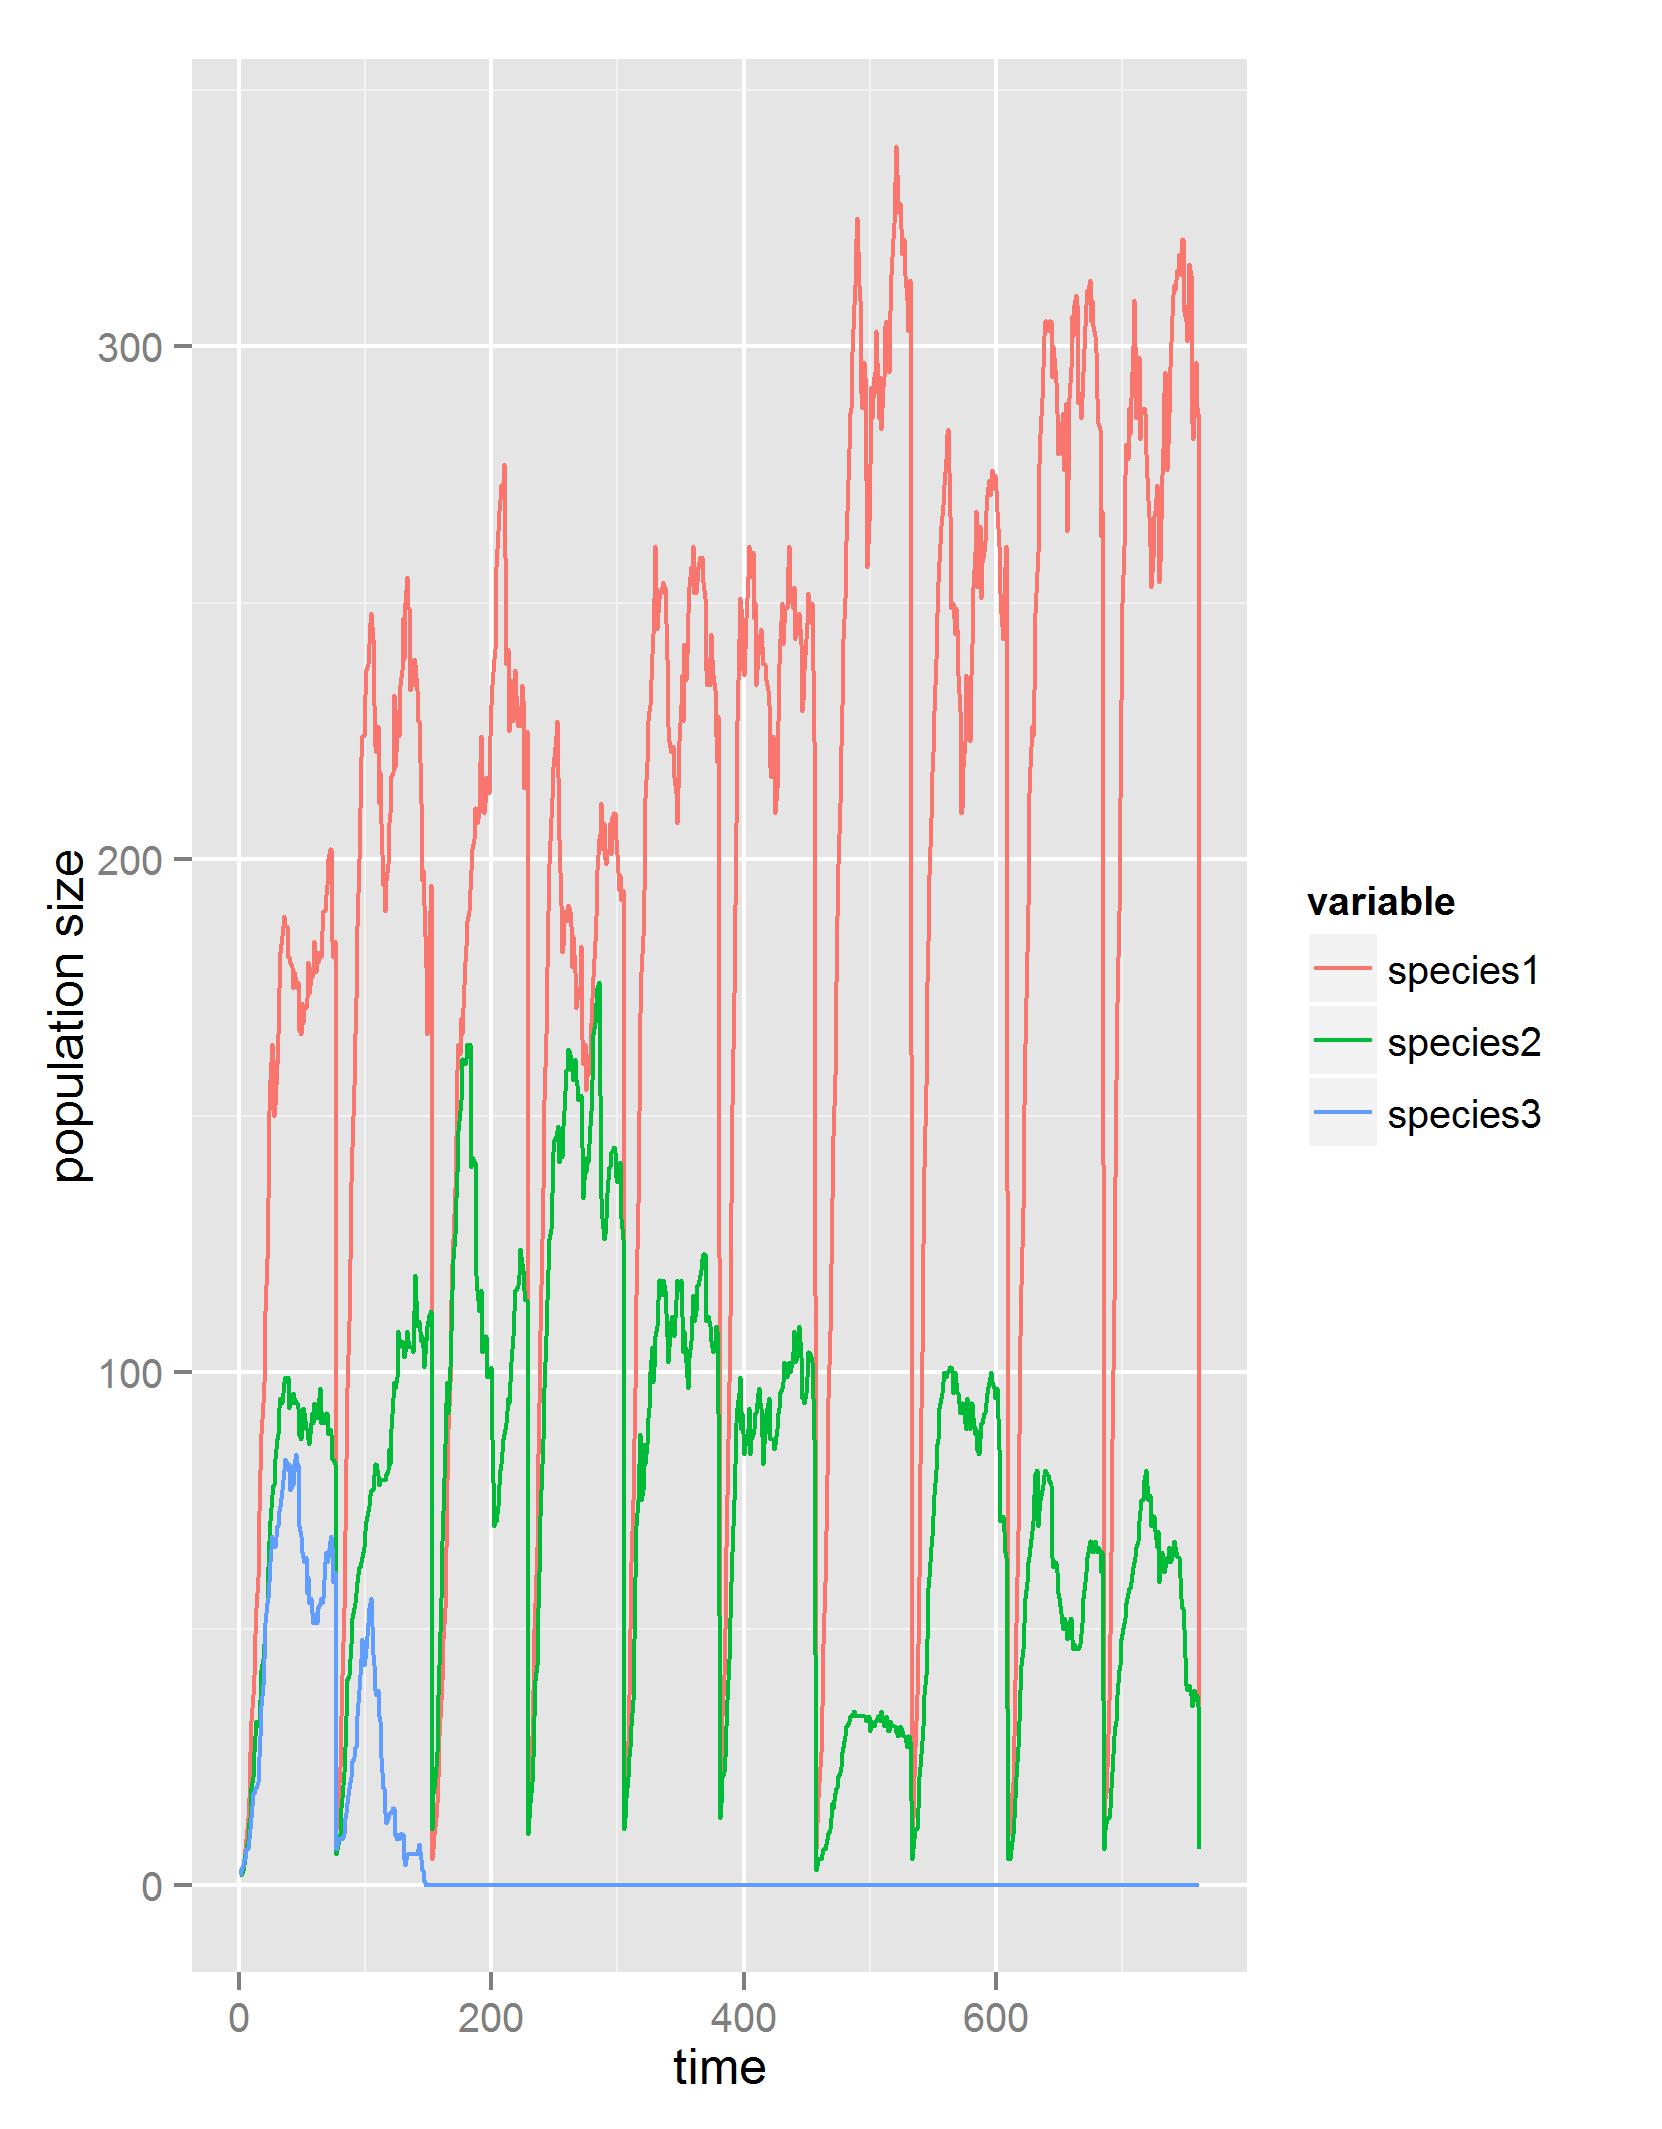 population size
300
200
100
0
0 200 400 600
time
variable
species1
species2
species3